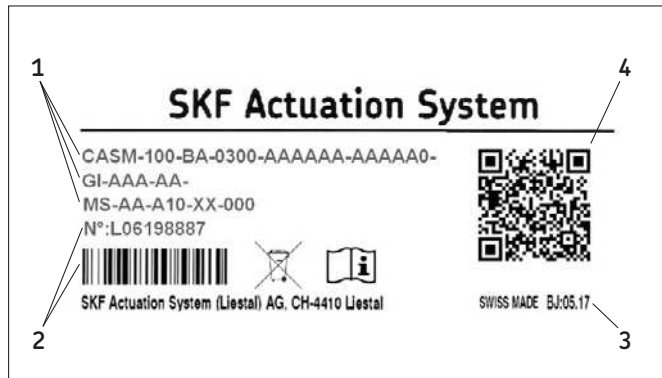 1
4
SKF Actuation System
CASM-100-BA-0300-AAAAAA-AAAAA0-
GI-AAA-AA-
MS-AA-A10-XX-000
N°:L06198887
SKF Actuation System (Liestal) AG, CH-4410 Liestal
SWISS MADE BJ:05.17
2
3